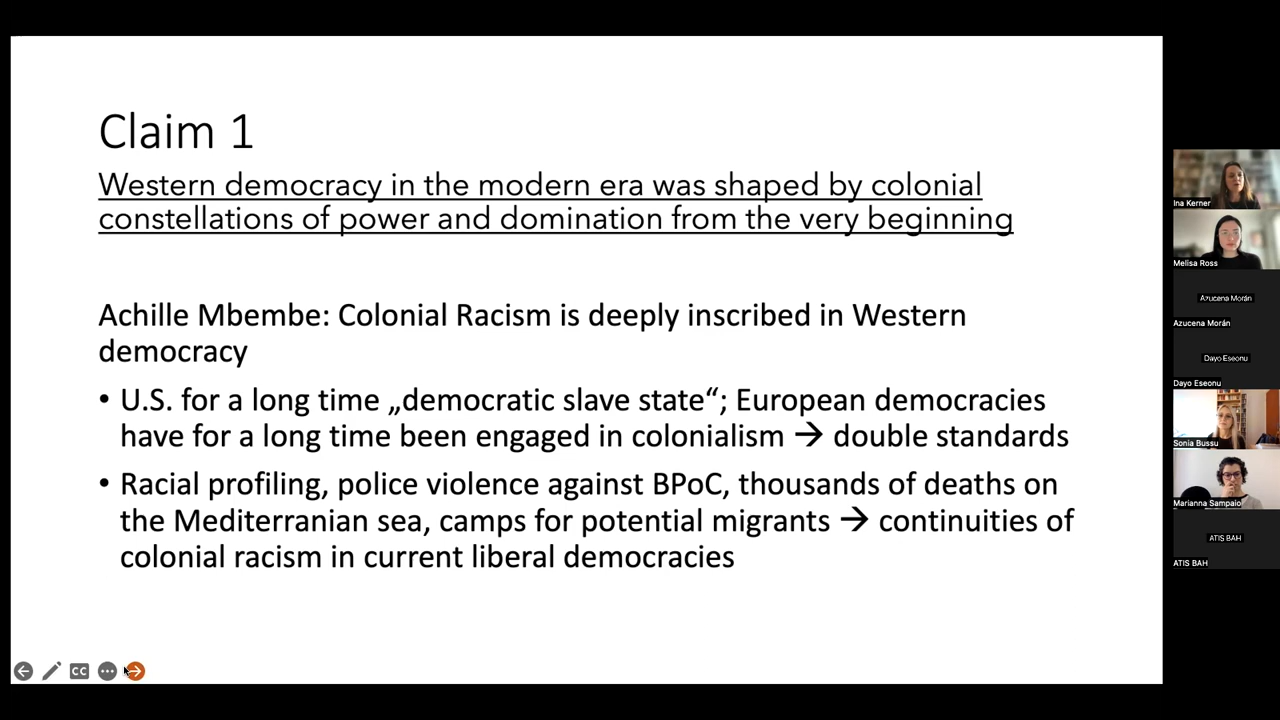 Claim 1
Western democracy in the modern era was shaped by colonial
constellations of power and domination from the very beginning
Achille Mbembe: Colonial Racism is deeply inscribed in Western
democracy
• U.S. for a long time „democratic slave state“; European democracies
have for a long time been engaged in colonialism → double standards
• Racial profiling, police violence against BPoC, thousands of deaths on
the Mediterranian sea, camps for potential migrants → continuities of
colonial racism in current liberal democracies
CC
Ina Kerner
Melisa Ross
Azucena Morán
Azucena Morán
Dayo Eseonu
Dayo Eseonu
Sonia Bussu
Marianna Sampaio
ATIS BAH
ATIS BAH